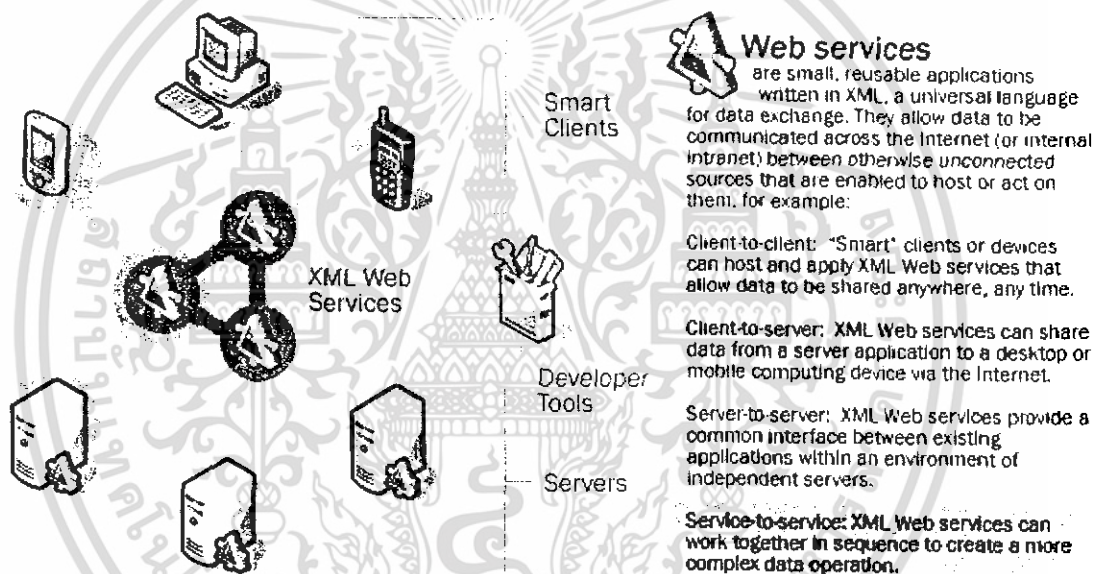 Smart
Clients
XML Web
Services
Developer
Tools
Servers
Web services
are small, reusable applications
written in XML, a universal language
for data exchange. They allow data to be
communicated across the Internet (or internal
intranet) between otherwise unconnected
sources that are enabled to host or act on
them, for example:
Client-to-client: "Smart" clients or devices
can host and apply XML Web services that
allow data to be shared anywhere, any time.
Client-to-server: XML Web services can share
data from a server application to a desktop or
mobile computing device via the Internet.
Server-to-server: XML Web services provide a
common interface between existing
applications within an environment of
independent servers.
Service-to-service: XML Web services can
work together in sequence to create a more
complex data operation.